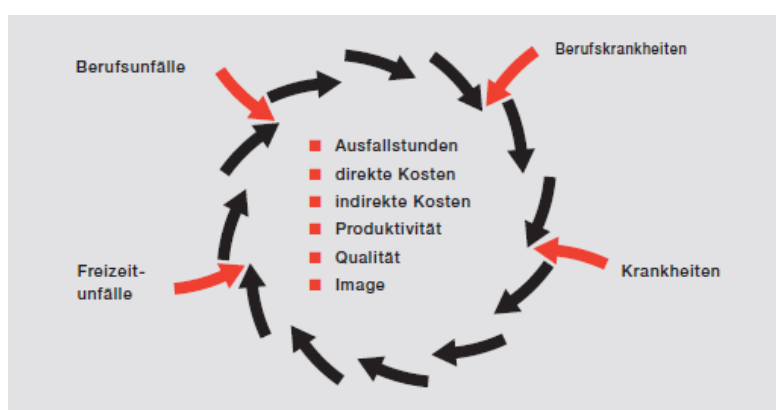 Berufsunfälle
Berufskrankheiten
Ausfallstunden
direkte Kosten
indirekte Kosten
Produktivität
Qualität
Image
Freizeit-
unfälle
Krankheiten